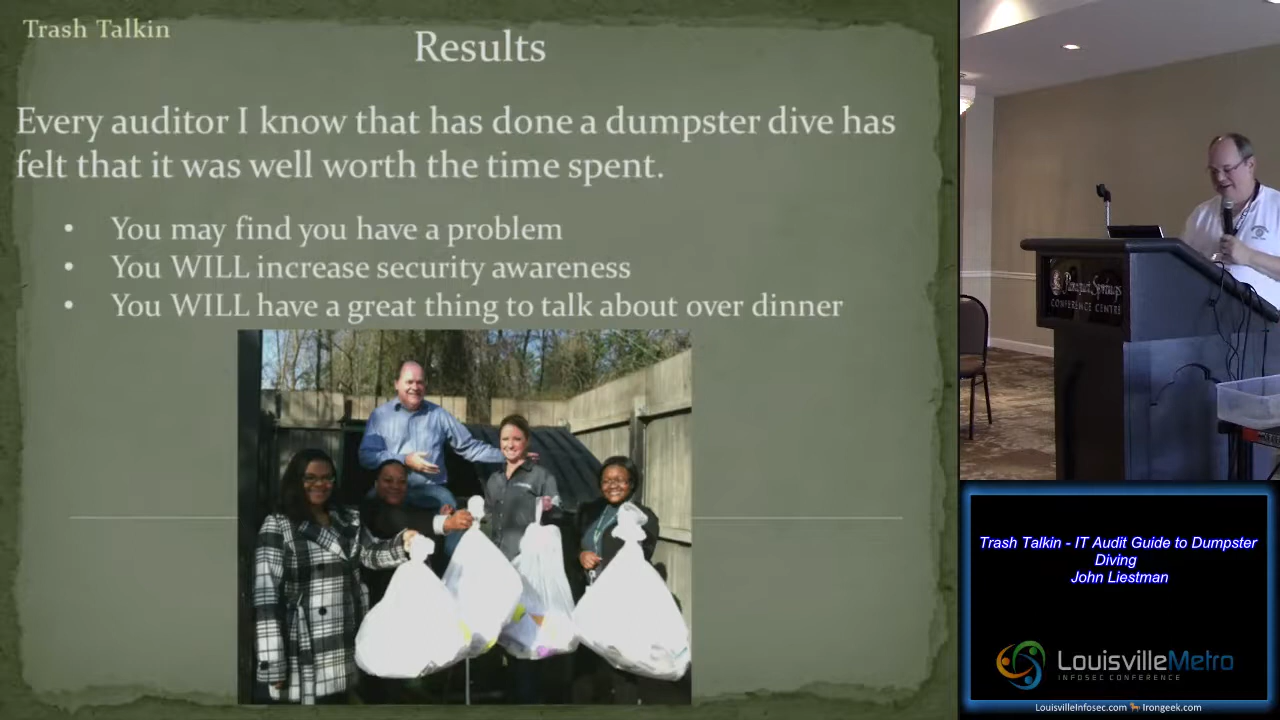 Trash Talkin
Results
Every auditor I know that has done a dumpster dive has
felt that it was well worth the time spent.
• You may find you have a problem
• You WILL increase security awareness
• You WILL have a great thing to talk about over dinner
CONFERENCE CENTER
Trash Talkin - IT Audit Guide to Dumpster
Diving
John Liestman
LouisvilleMetro
INFOSEC CONFERENCE
LouisvilleInfosec.com Irongeek.com